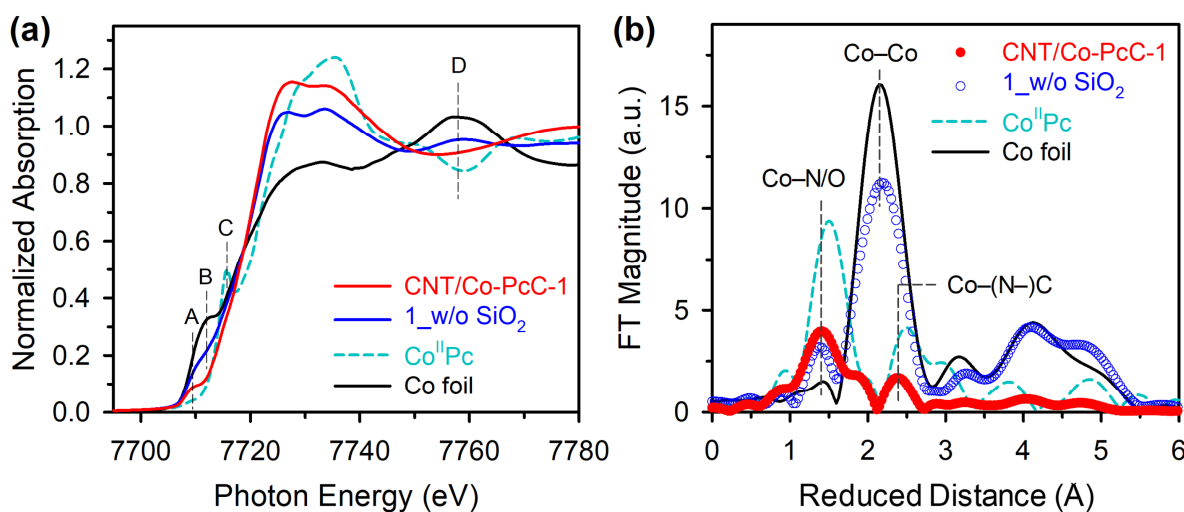 (a)
Normalized Absorption
1.2
1.0
0.8
0.6
0.4
0.2
0.0
A
B
C
D
CNT/Co-PcC-1
1_w/o SiO₂
CoᴵᴵPc
Co foil
7700
7720
7740
7760
7780
Photon Energy (eV)
(b)
FT Magnitude (a.u.)
15
10
5
0
Co–Co
Co–N/O
Co–(N–)C
CNT/Co-PcC-1
1_w/o SiO₂
CoᴵᴵPc
Co foil
0
1
2
3
4
5
6
Reduced Distance (Å)